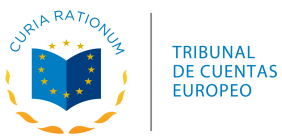 CURIA RATIONUM
TRIBUNAL
DE CUENTAS
EUROPEO